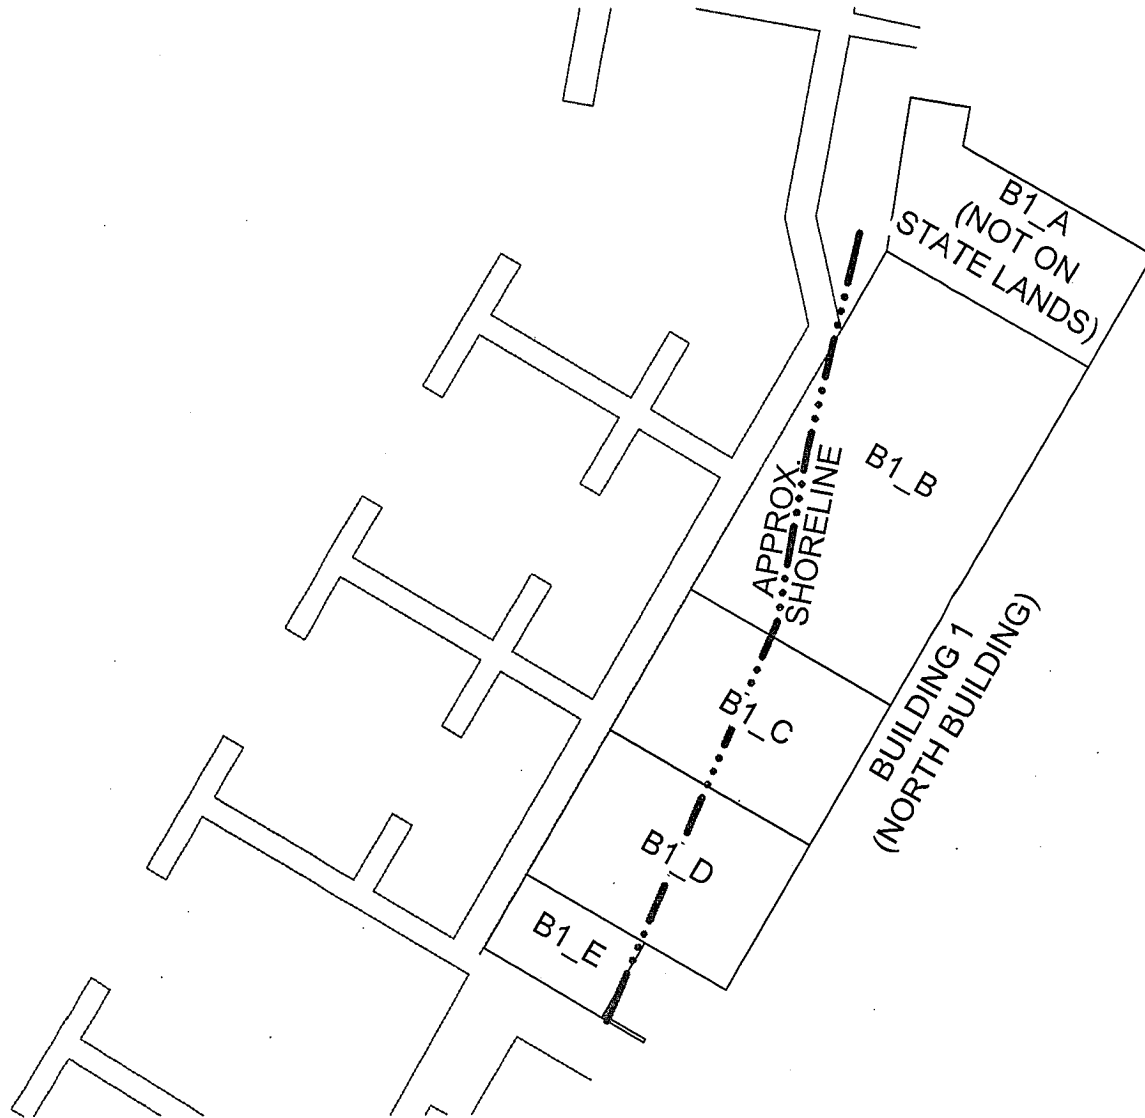 B1_A
(NOT ON
STATE LANDS)
B1_B
APPROX.
SHORELINE
B1_C
BUILDING 1
(NORTH BUILDING)
B1_D
B1_E